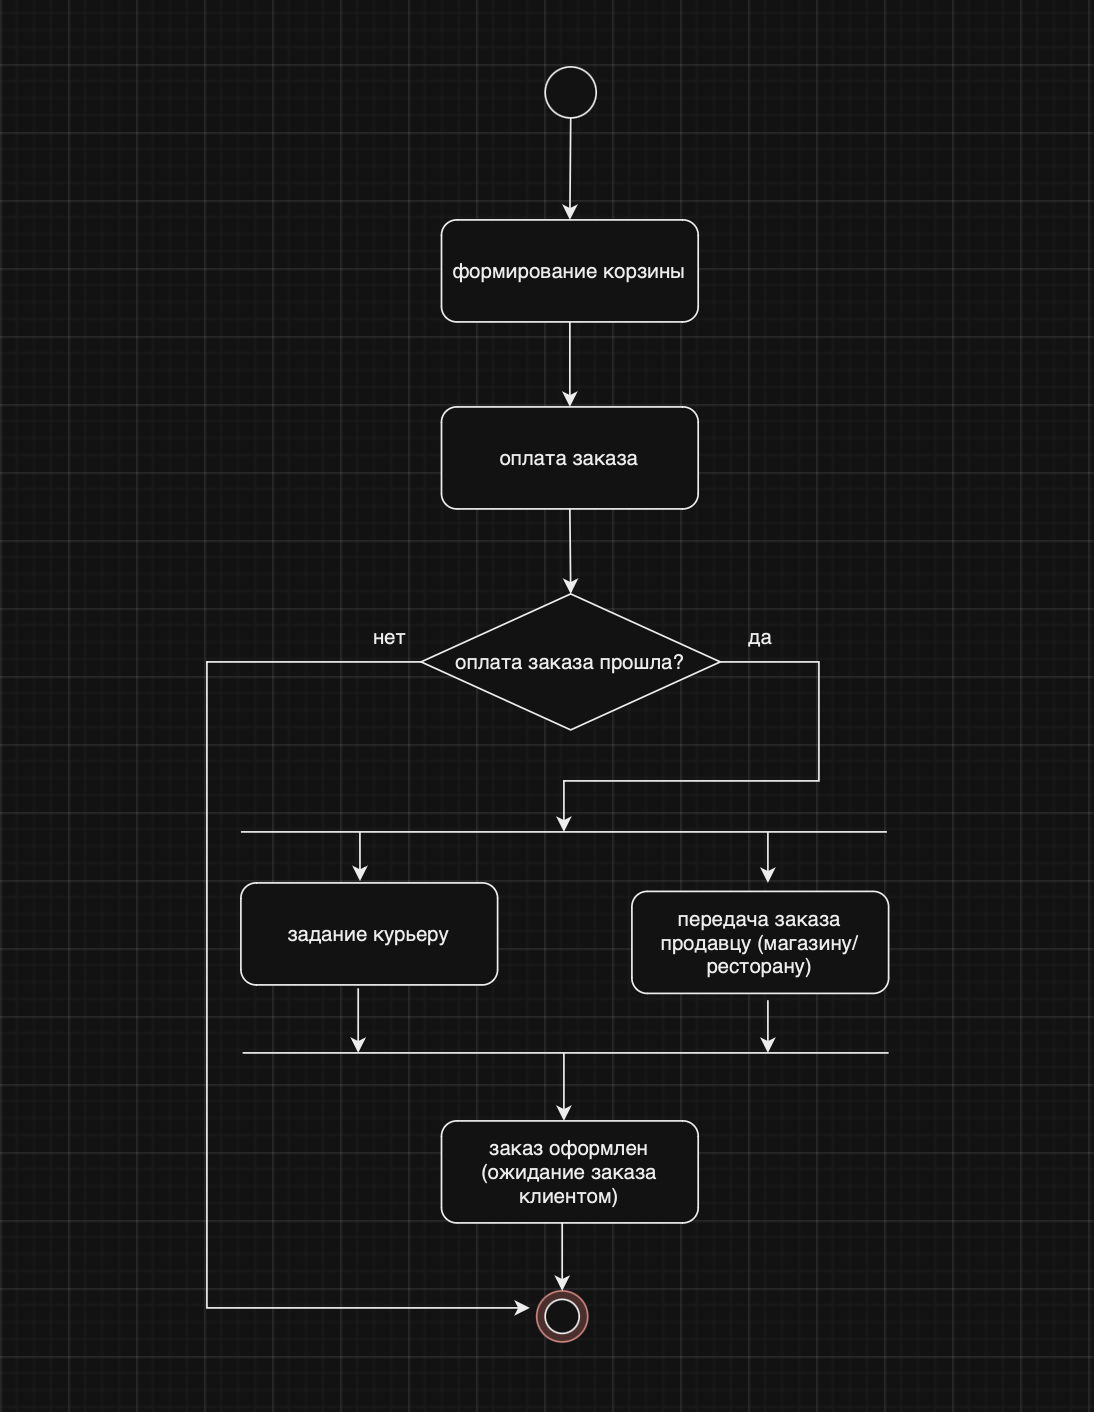 формирование корзины
оплата заказа
нет
да
оплата заказа прошла?
задание курьеру
передача заказа
продавцу (магазину/
ресторану)
заказ оформлен
(ожидание заказа
клиентом)